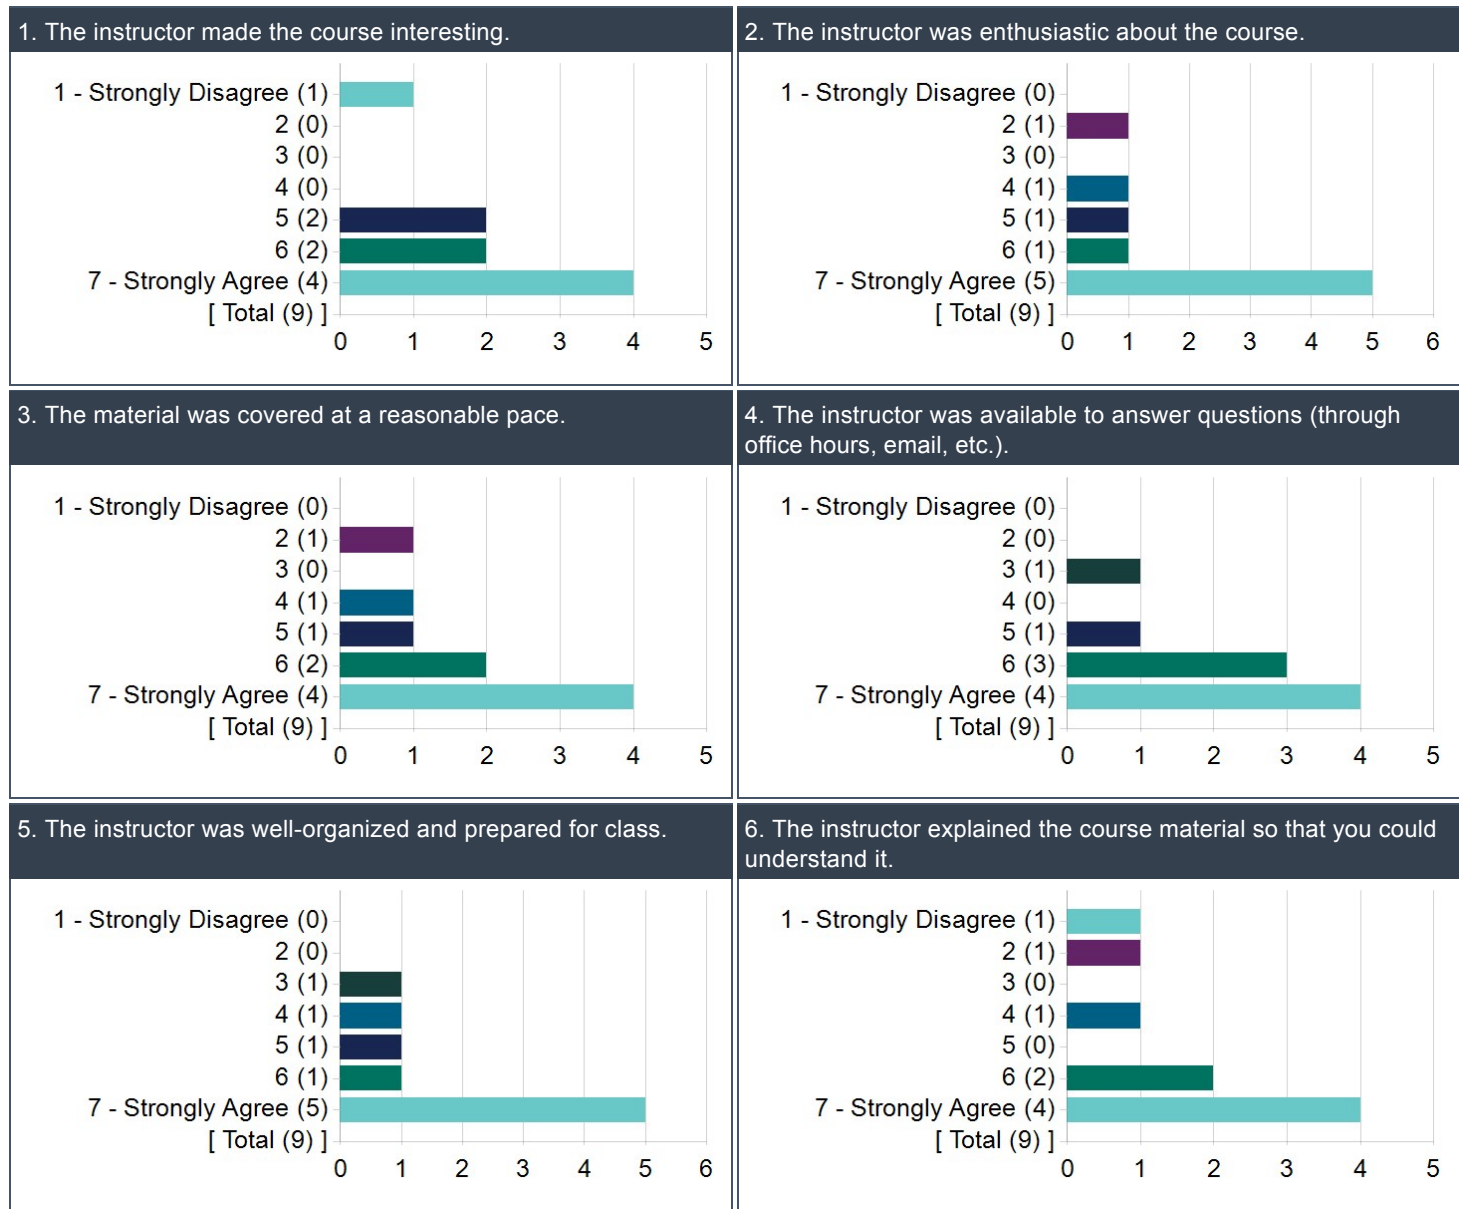 1. The instructor made the course interesting.
1 - Strongly Disagree (1)
2 (0)
3 (0)
4 (0)
5 (2)
6 (2)
7 - Strongly Agree (4)
[ Total (9) ]
0 1 2 3 4 5
2. The instructor was enthusiastic about the course.
1 - Strongly Disagree (0)
2 (1)
3 (0)
4 (1)
5 (1)
6 (1)
7 - Strongly Agree (5)
[ Total (9) ]
0 1 2 3 4 5 6
3. The material was covered at a reasonable pace.
1 - Strongly Disagree (0)
2 (1)
3 (0)
4 (1)
5 (1)
6 (2)
7 - Strongly Agree (4)
[ Total (9) ]
0 1 2 3 4 5
4. The instructor was available to answer questions (through
office hours, email, etc.).
1 - Strongly Disagree (0)
2 (0)
3 (1)
4 (0)
5 (1)
6 (3)
7 - Strongly Agree (4)
[ Total (9) ]
0 1 2 3 4 5
5. The instructor was well-organized and prepared for class.
1 - Strongly Disagree (0)
2 (0)
3 (1)
4 (1)
5 (1)
6 (1)
7 - Strongly Agree (5)
[ Total (9) ]
0 1 2 3 4 5 6
6. The instructor explained the course material so that you could
understand it.
1 - Strongly Disagree (1)
2 (1)
3 (0)
4 (1)
5 (0)
6 (2)
7 - Strongly Agree (4)
[ Total (9) ]
0 1 2 3 4 5